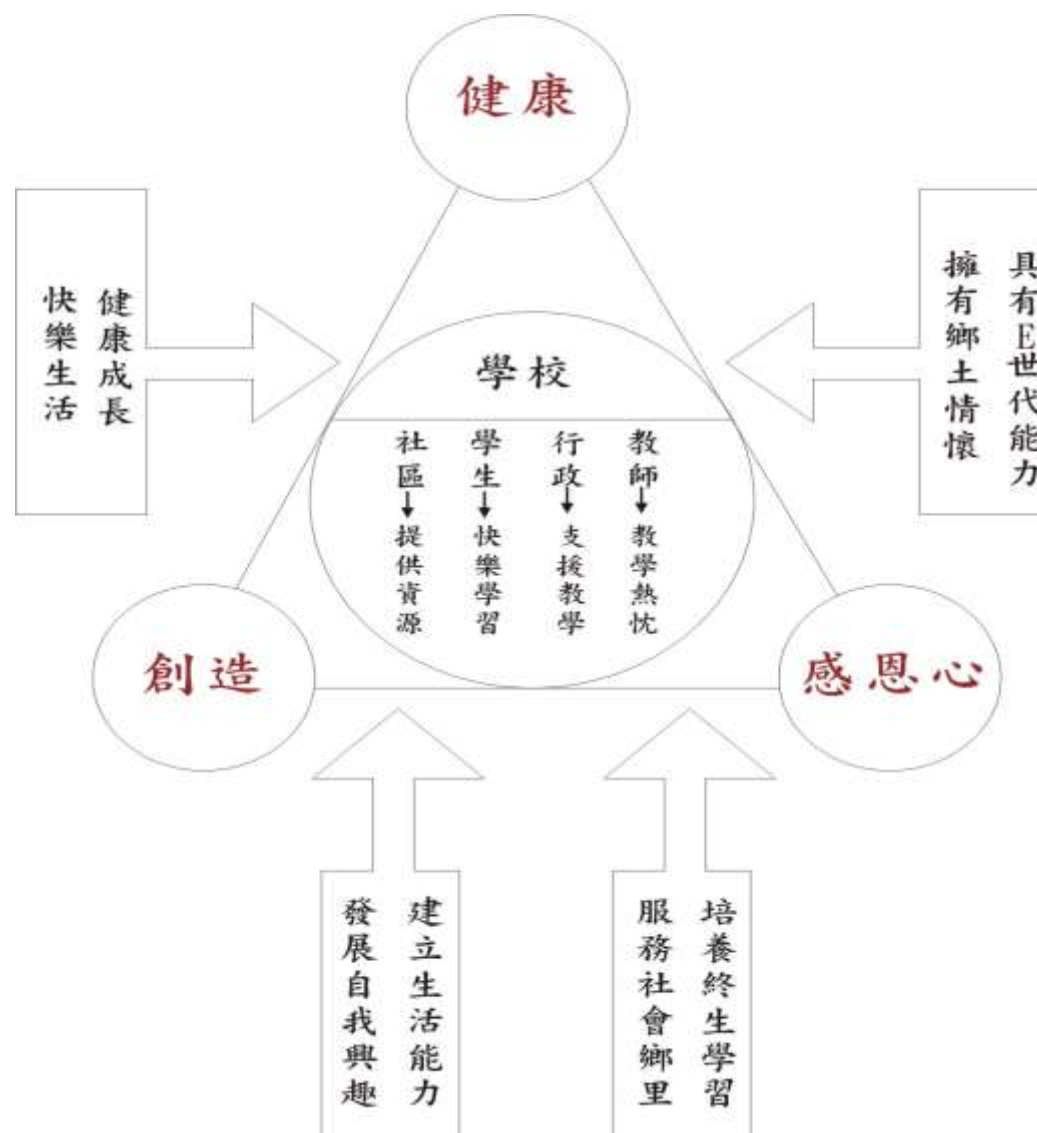 健康
健康成長
快樂生活
具有E世代能力
擁有鄉土情懷
學校
教師→教學熱忱
行政→支援教學
學生→快樂學習
社區→提供資源
創造
感恩心
建立生活能力
發展自我興趣
培養終生學習
服務社會鄉里